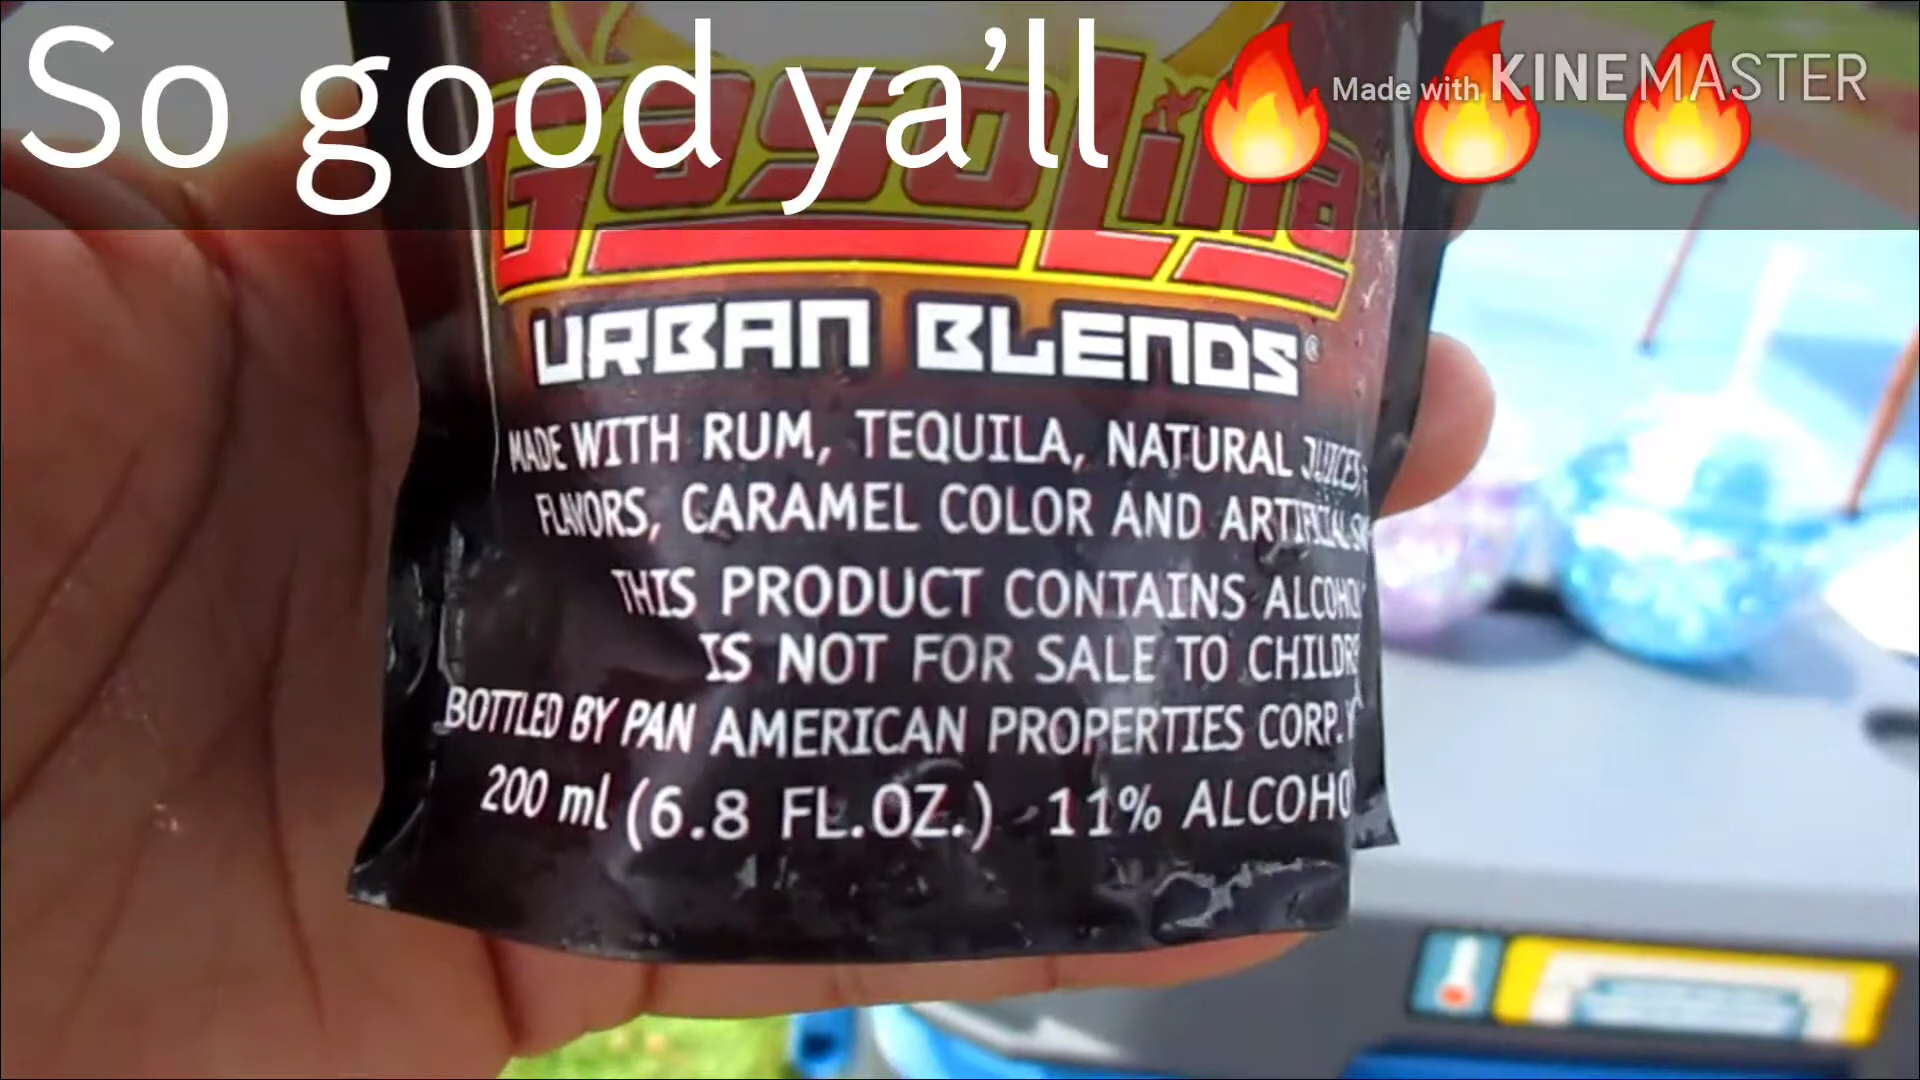 So good ya'll 🔥 🔥 🔥
Made with KINEMASTER
GasoLina
URBAN BLENDS®
MADE WITH RUM, TEQUILA, NATURAL JUICES,
FLAVORS, CARAMEL COLOR AND ARTIFICIAL
THIS PRODUCT CONTAINS ALCOHOL
IS NOT FOR SALE TO CHILDR
BOTTLED BY PAN AMERICAN PROPERTIES CORP.
200 ml (6.8 FL.OZ.) 11% ALCOHO